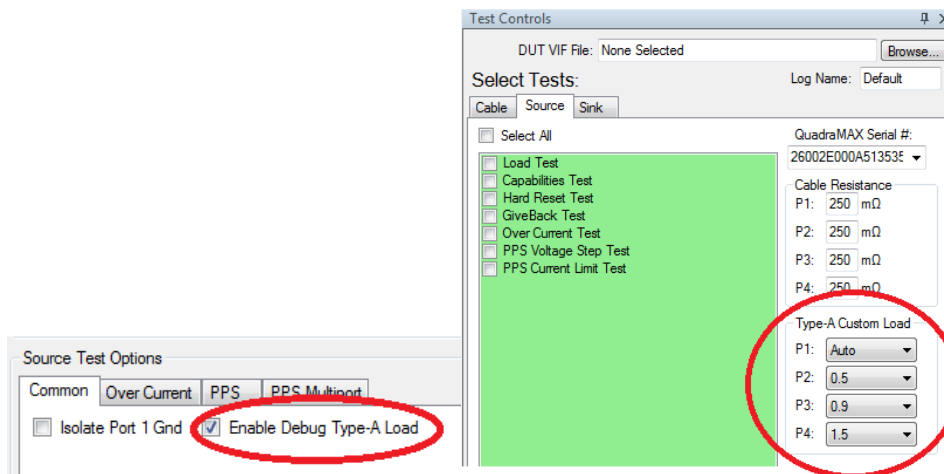 Test Controls
DUT VIF File: None Selected Browse...
Select Tests: Log Name: Default
Cable Source Sink
Select All
QuadraMAX Serial #:
26002E000A513535
Load Test
Capabilities Test
Hard Reset Test
GiveBack Test
Over Current Test
PPS Voltage Step Test
PPS Current Limit Test
Cable Resistance
P1: 250 mΩ
P2: 250 mΩ
P3: 250 mΩ
P4: 250 mΩ
Type-A Custom Load
P1: Auto
P2: 0.5
P3: 0.9
P4: 1.5
Source Test Options
Common Over Current PPS PPS Multiport
Isolate Port 1 Gnd Enable Debug Type-A Load